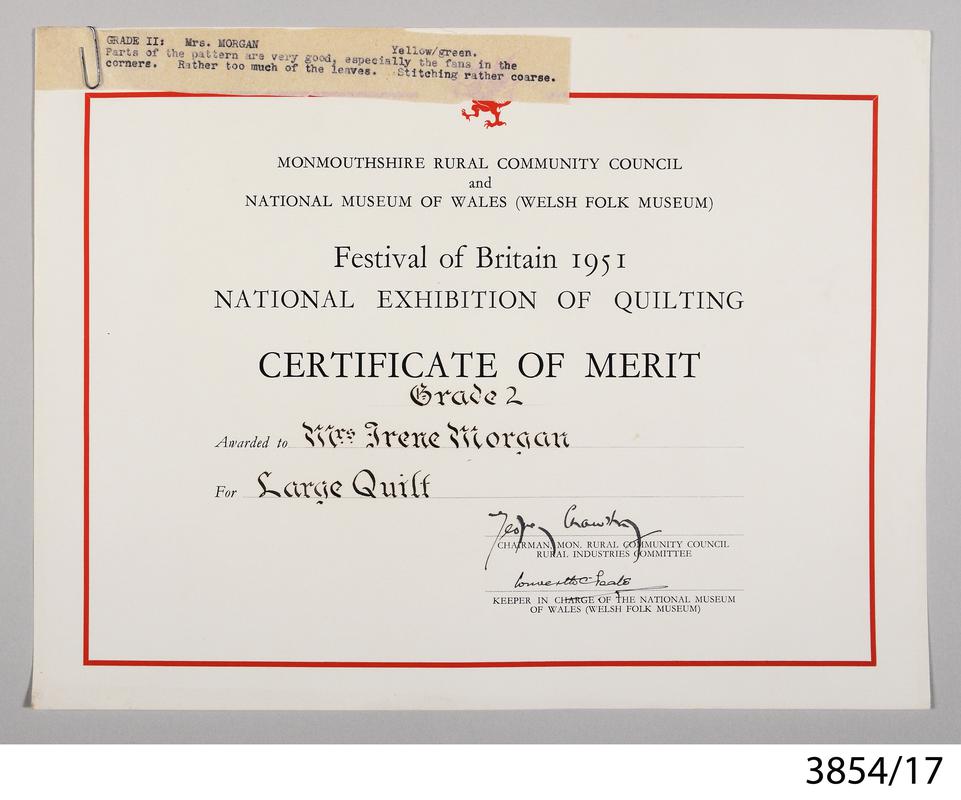 GRADE II: Mrs. MORGAN Yellow/green.
Parts of the pattern are very good, especially the fans in the
corners. Rather too much of the leaves. Stitching rather coarse.
MONMOUTHSHIRE RURAL COMMUNITY COUNCIL
and
NATIONAL MUSEUM OF WALES (WELSH FOLK MUSEUM)
Festival of Britain 1951
NATIONAL EXHIBITION OF QUILTING
CERTIFICATE OF MERIT
Grade 2
Awarded to Mrs Irene Morgan
For Large Quilt
CHAIRMAN, MON. RURAL COMMUNITY COUNCIL
RURAL INDUSTRIES COMMITTEE
KEEPER IN CHARGE OF THE NATIONAL MUSEUM
OF WALES (WELSH FOLK MUSEUM)
3854/17